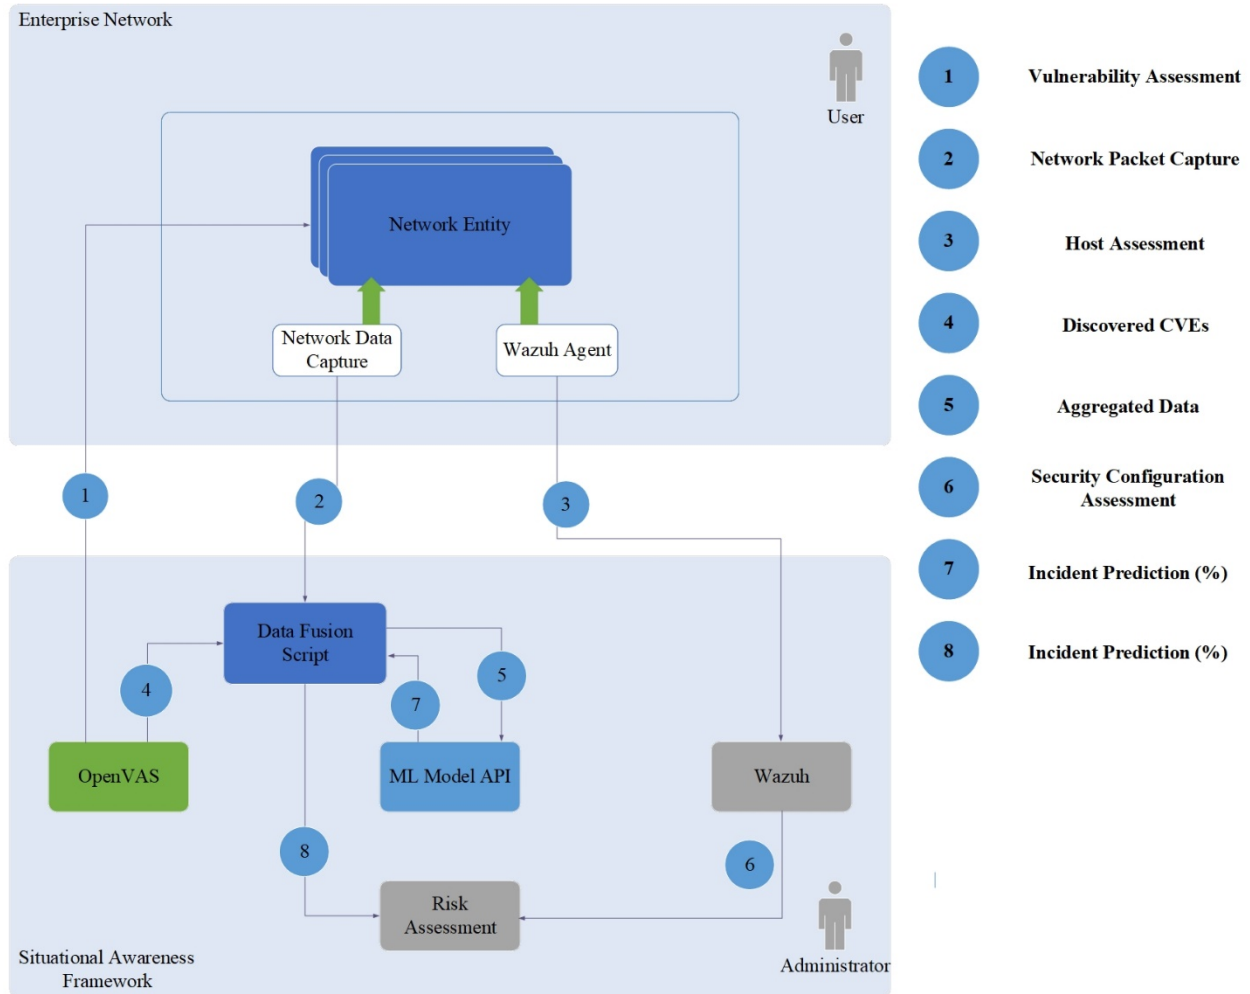 Enterprise Network
User
Network Entity
Network Data
Capture
Wazuh Agent
1
2
3
Data Fusion
Script
4
5
7
OpenVAS
ML Model API
Wazuh
8
6
Risk
Assessment
Situational Awareness
Framework
Administrator
1 Vulnerability Assessment
2 Network Packet Capture
3 Host Assessment
4 Discovered CVEs
5 Aggregated Data
6 Security Configuration
Assessment
7 Incident Prediction (%)
8 Incident Prediction (%)